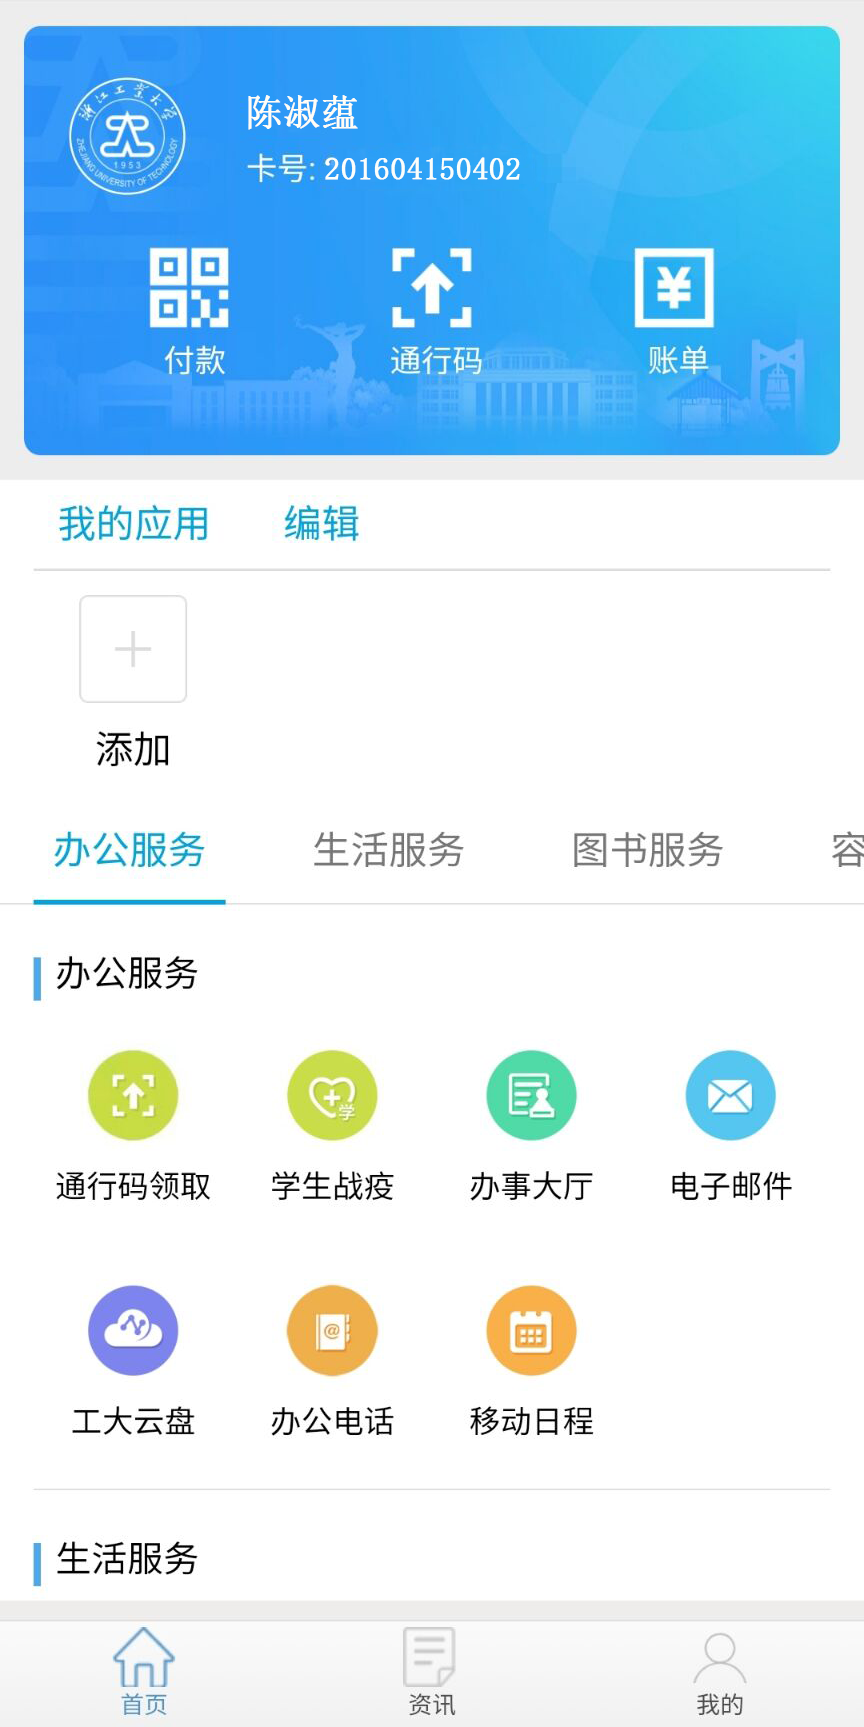 浙江工业大学
1953
ZHEJIANG UNIVERSITY OF TECHNOLOGY
陈淑蕴
卡号: 201604150402
付款 通行码 账单
我的应用 编辑
添加
办公服务 生活服务 图书服务 容
办公服务
通行码领取 学生战疫 办事大厅 电子邮件
工大云盘 办公电话 移动日程
生活服务
首页 资讯 我的